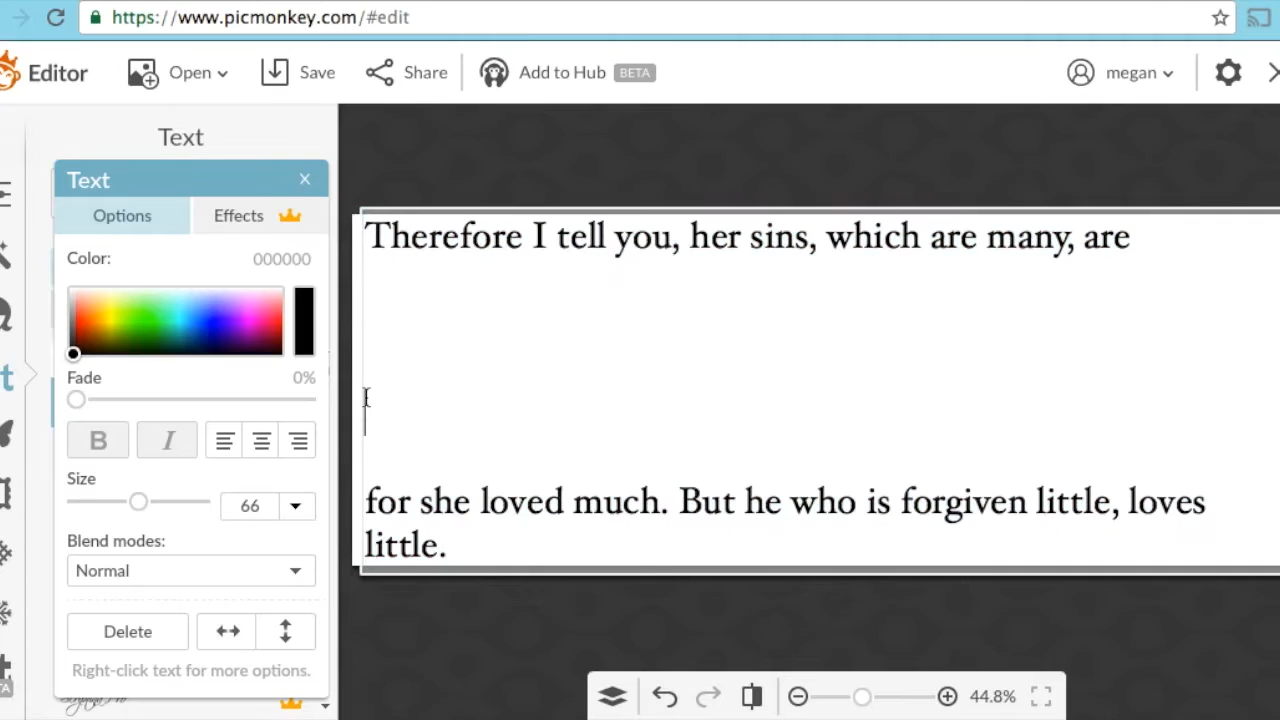 https://www.picmonkey.com/#edit
Editor Open Save Share Add to Hub BETA megan
Text
Text x
Options Effects
Color: 000000
Fade 0%
B I
Size
66
Blend modes:
Normal
Delete
Right-click text for more options.
Therefore I tell you, her sins, which are many, are
for she loved much. But he who is forgiven little, loves
little.
44.8%